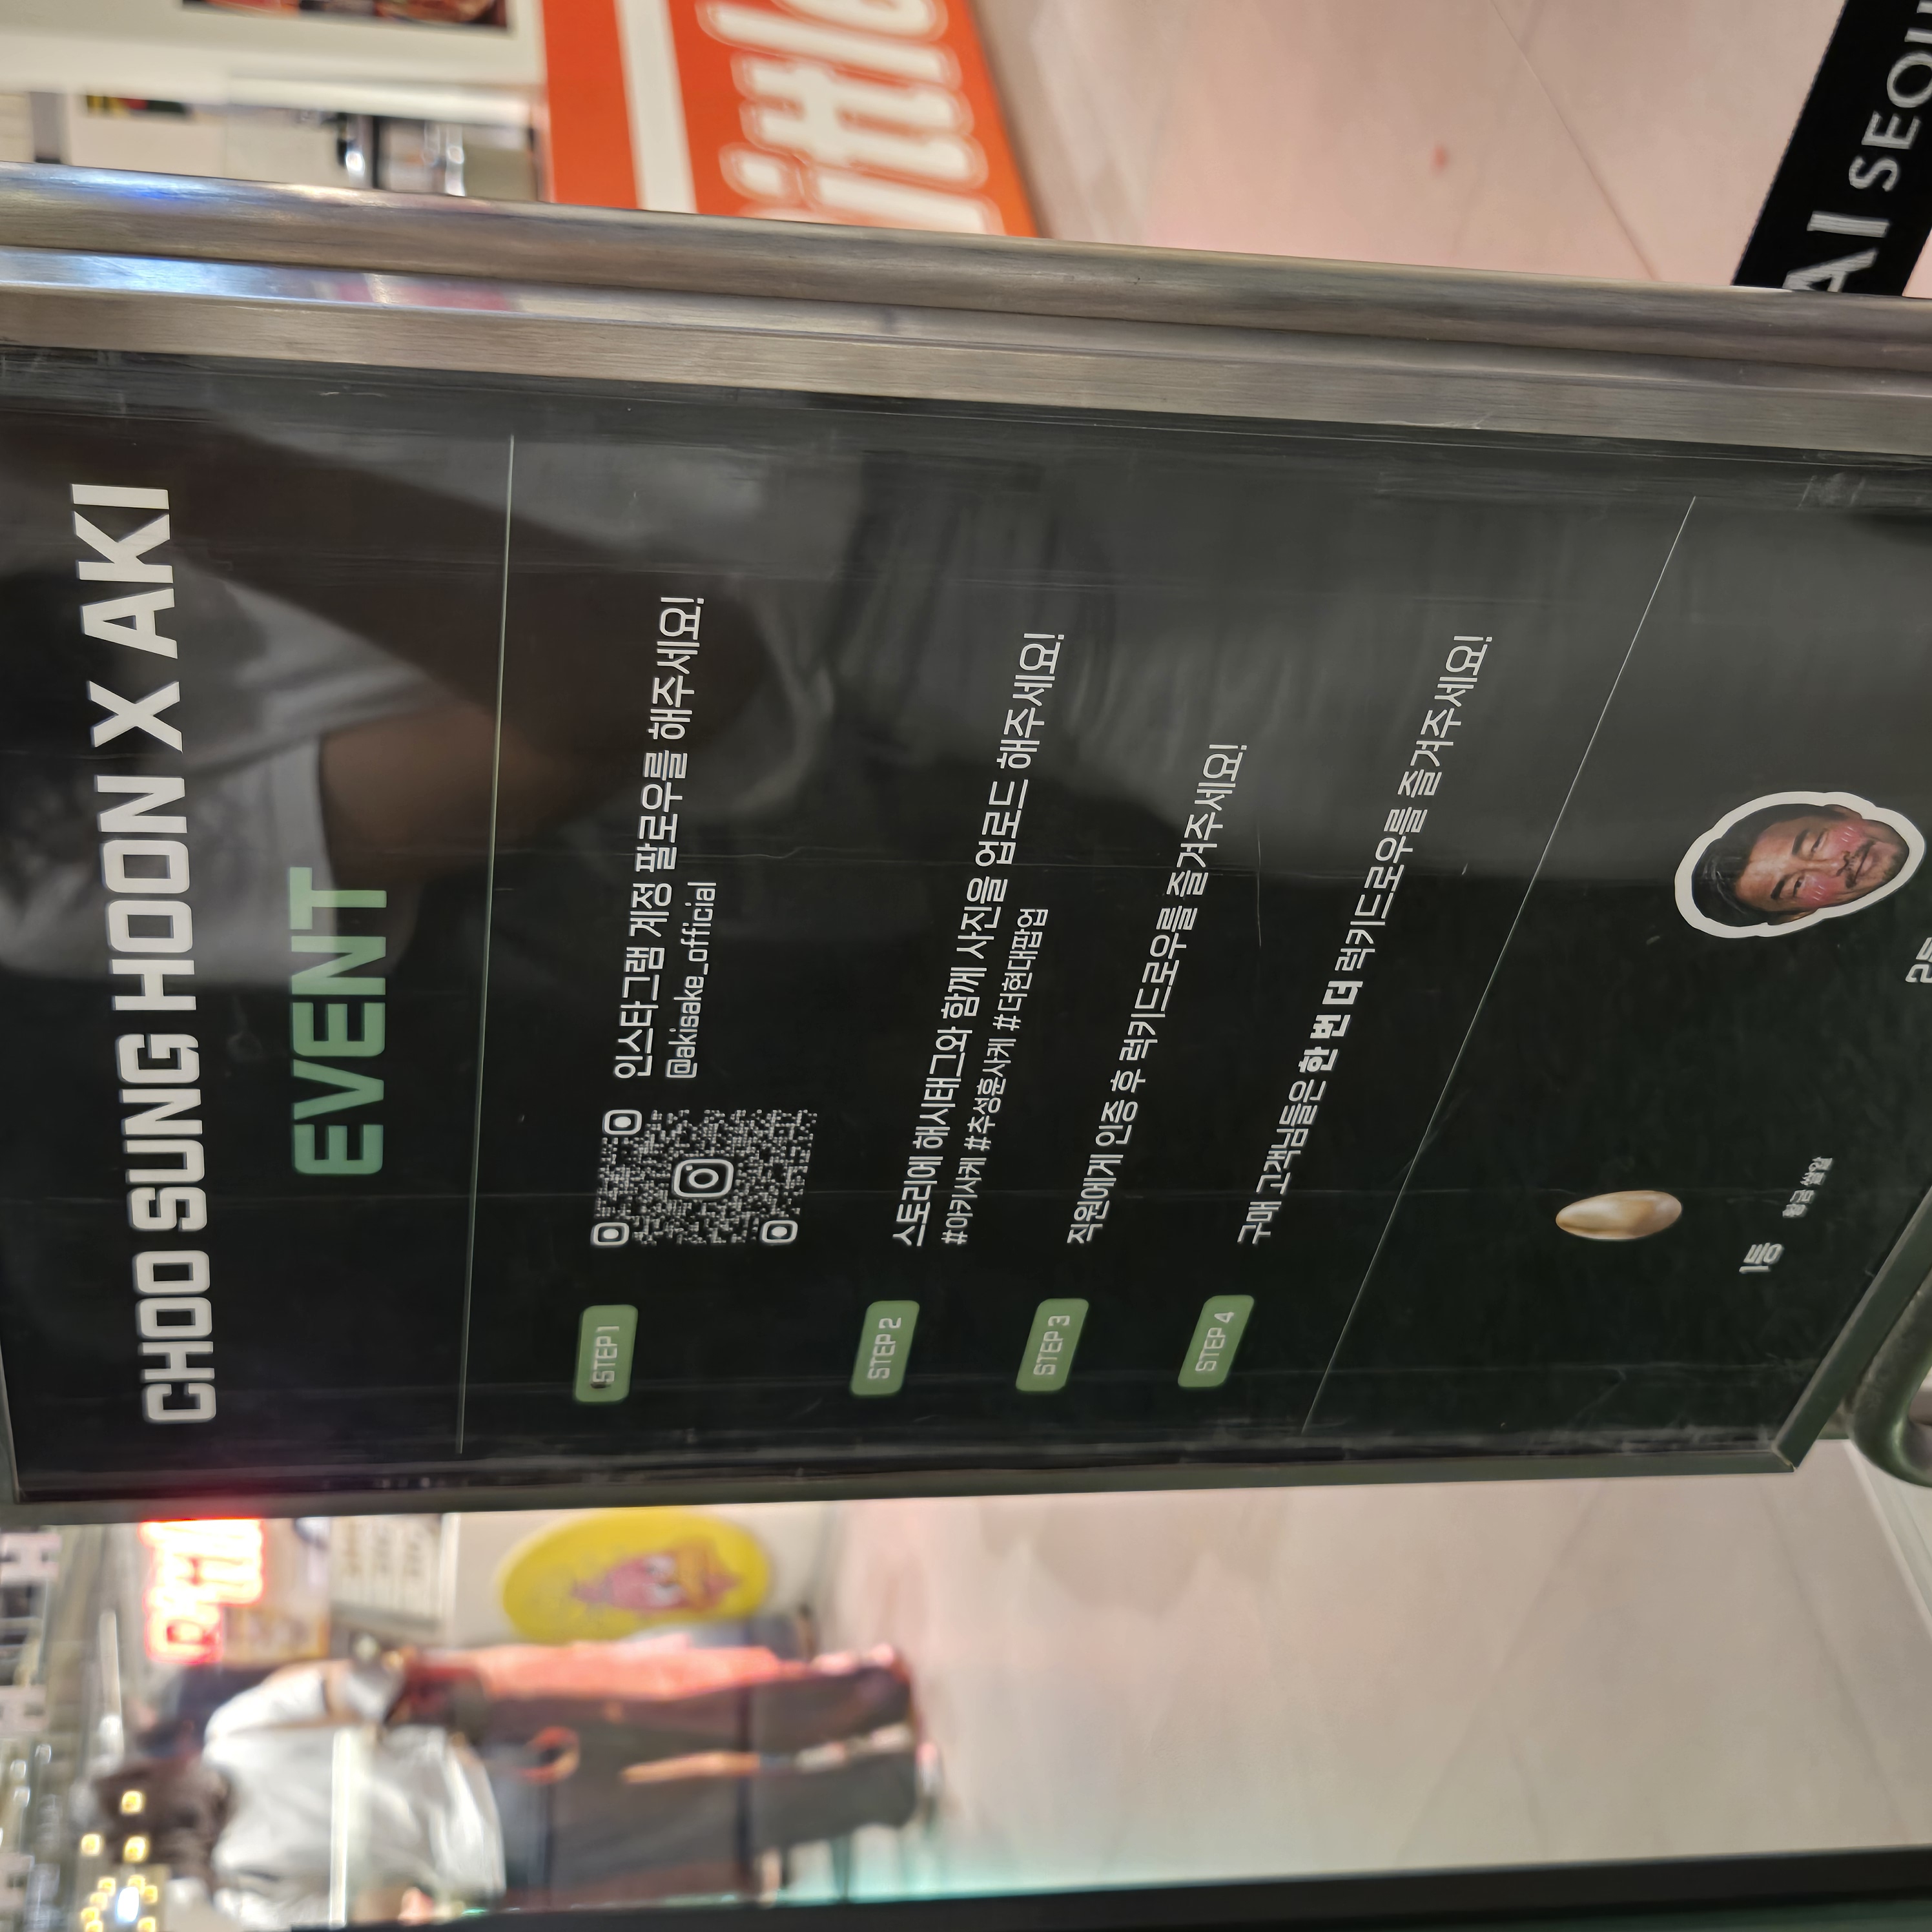 CHOO SUNG HOON X AKI
EVENT
STEP 1
인스타그램 계정 팔로우를 해주세요!
@akisake_official
STEP 2
스토리에 해시태그와 함께 사진을 업로드 해주세요!
#아키사케 #추성훈사케 #더현대팝업
STEP 3
직원에게 인증 후 럭키드로우를 즐겨주세요!
STEP 4
구매 고객님들은 한 번 더 럭키드로우를 즐겨주세요!
1등
황금 쌀알